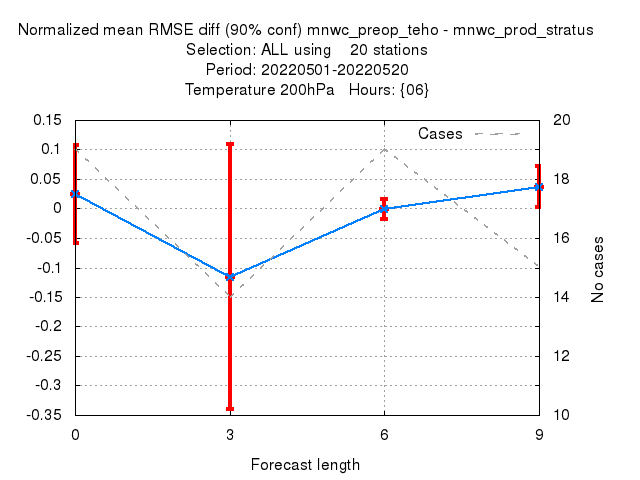 Normalized mean RMSE diff (90% conf) mnwc_preop_teho - mnwc_prod_stratus
Selection: ALL using    20 stations
Period: 20220501-20220520
Temperature 200hPa   Hours: {06}
Cases
0.15
0.1
0.05
0
-0.05
-0.1
-0.15
-0.2
-0.25
-0.3
-0.35
20
18
16
14
12
10
No cases
0 3 6 9
Forecast length